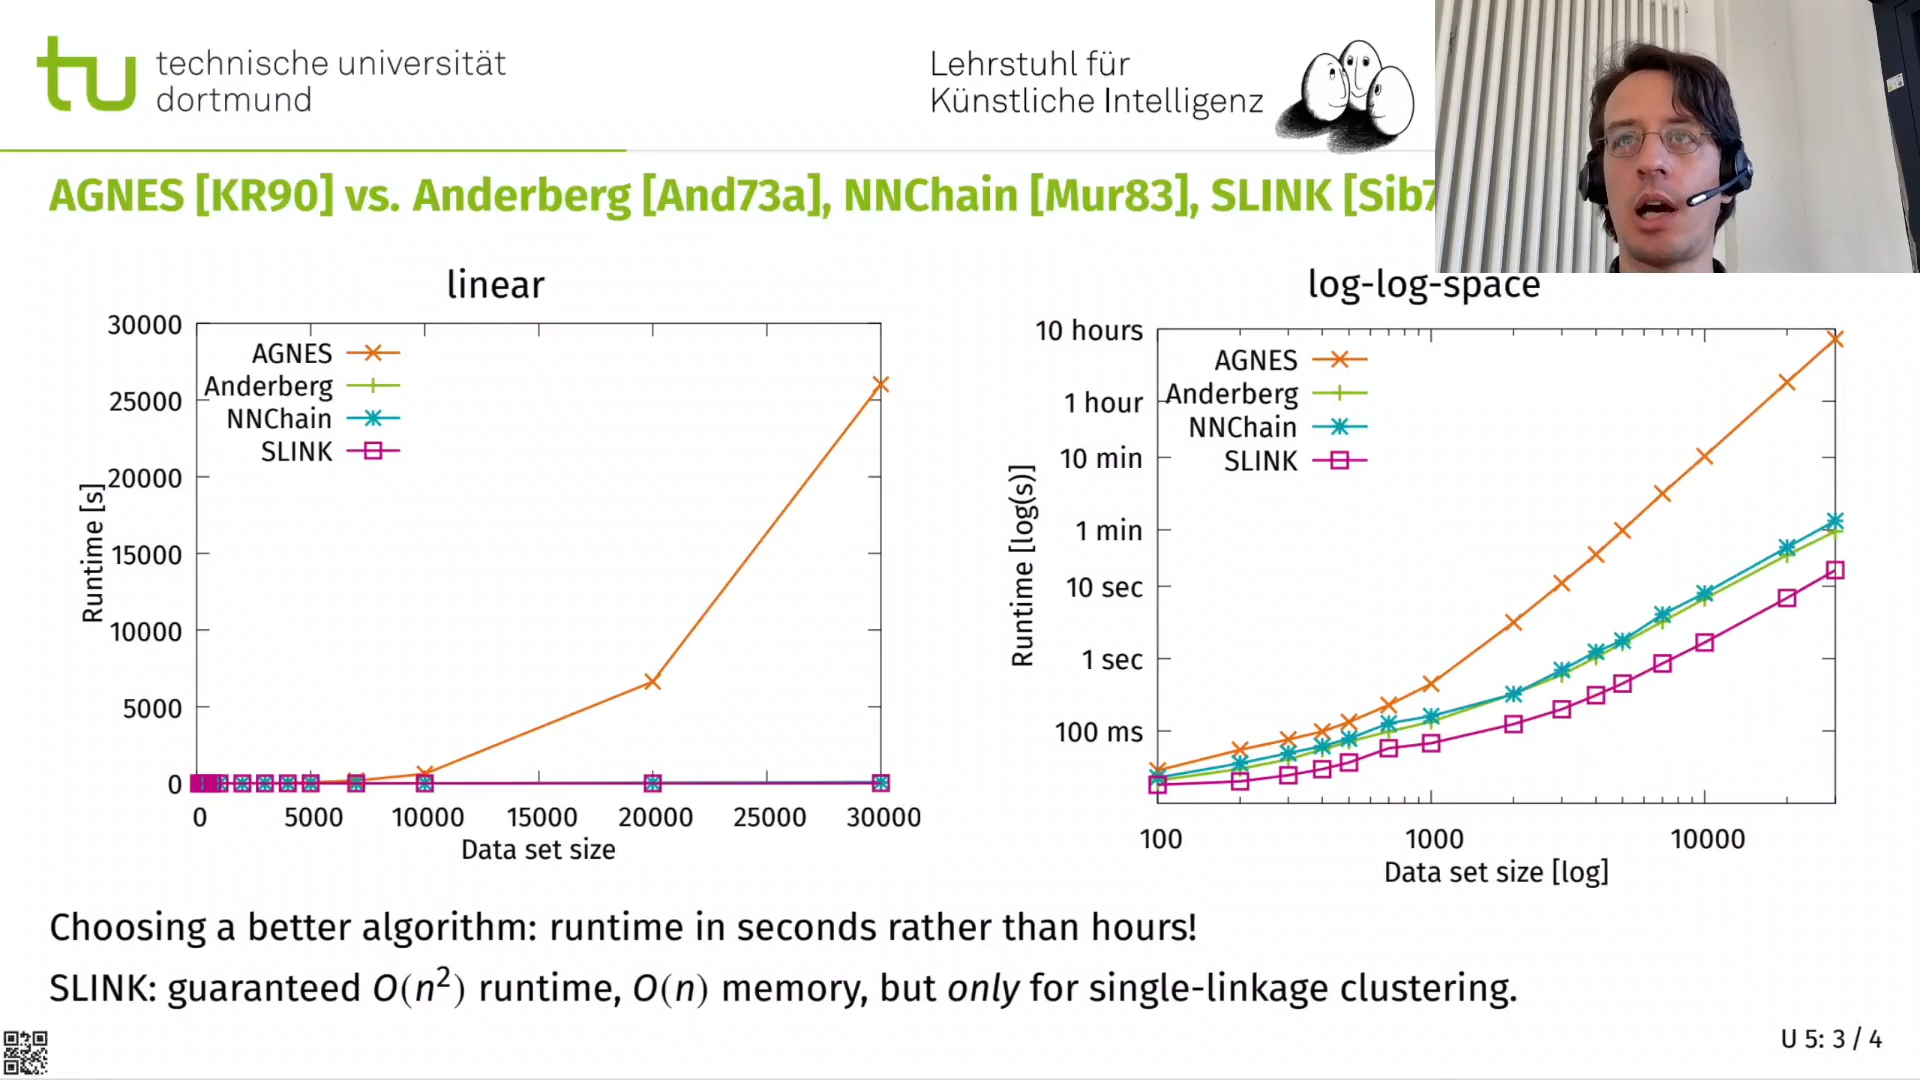 technische universität
dortmund
Lehrstuhl für
Künstliche Intelligenz
AGNES [KR90] vs. Anderberg [And73a], NNChain [Mur83], SLINK [Sib7
linear
30000
25000
20000
15000
10000
5000
0
Runtime [s]
AGNES
Anderberg
NNChain
SLINK
0 5000 10000 15000 20000 25000 30000
Data set size
log-log-space
10 hours
1 hour
10 min
1 min
10 sec
1 sec
100 ms
Runtime [log(s)]
AGNES
Anderberg
NNChain
SLINK
100 1000 10000
Data set size [log]
Choosing a better algorithm: runtime in seconds rather than hours!
SLINK: guaranteed O(n²) runtime, O(n) memory, but only for single-linkage clustering.
U 5: 3 / 4